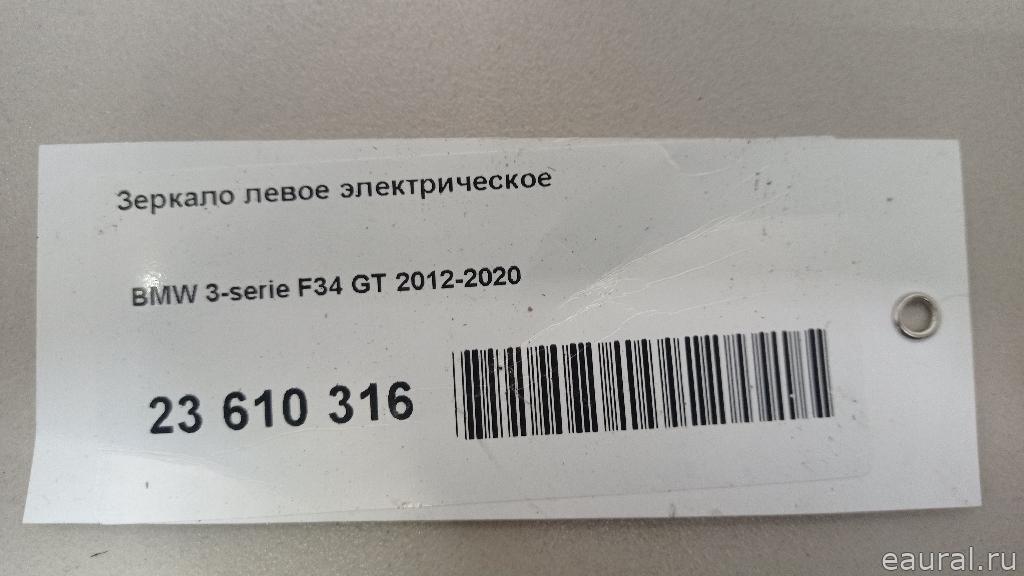 Зеркало левое электрическое
BMW 3-serie F34 GT 2012-2020
23 610 316
eaural.ru